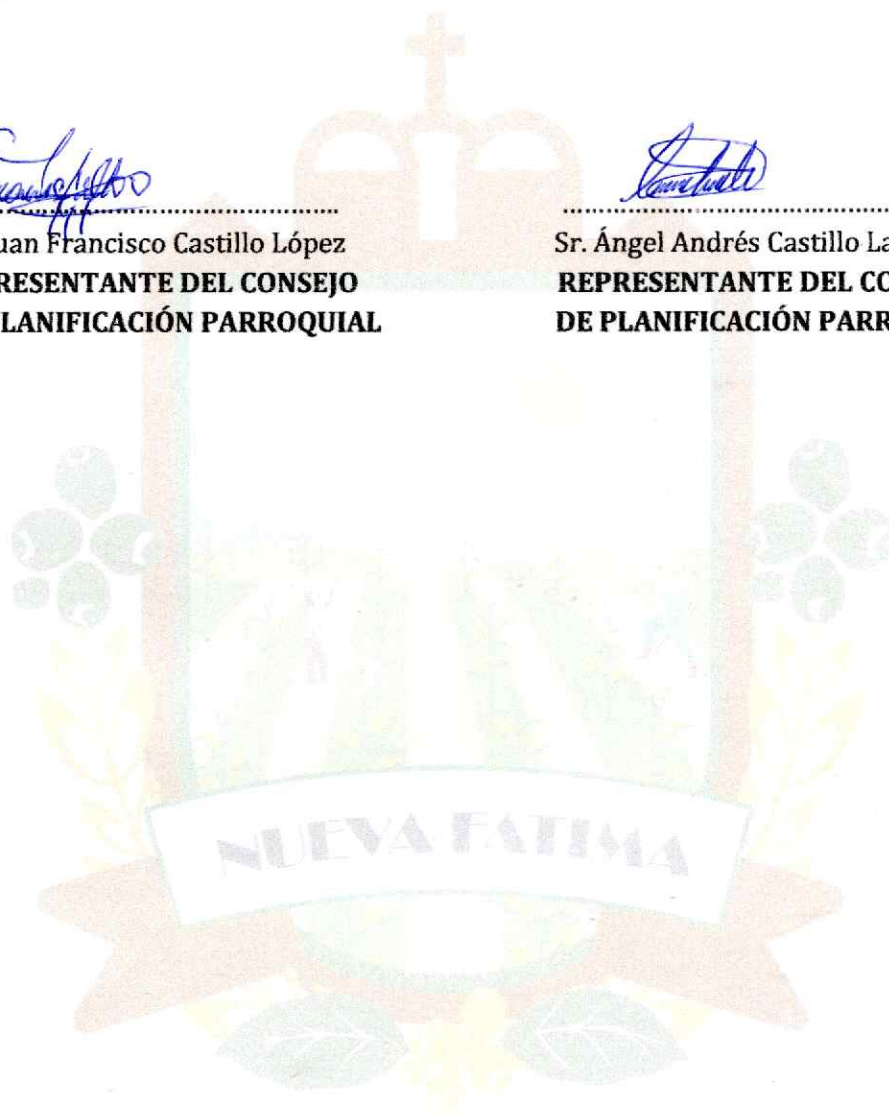 uan Francisco Castillo López
RESENTANTE DEL CONSEJO
LANIFICACIÓN PARROQUIAL
Sr. Ángel Andrés Castillo La
REPRESENTANTE DEL CO
DE PLANIFICACIÓN PARR
NUEVA FATIMA